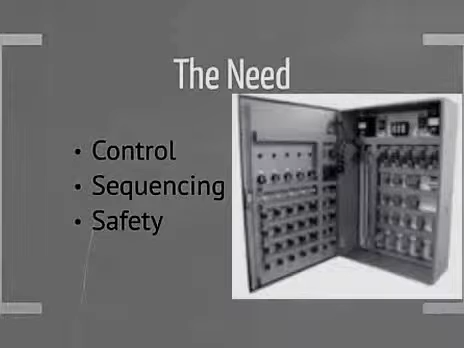 The Need
• Control
• Sequencing
• Safety